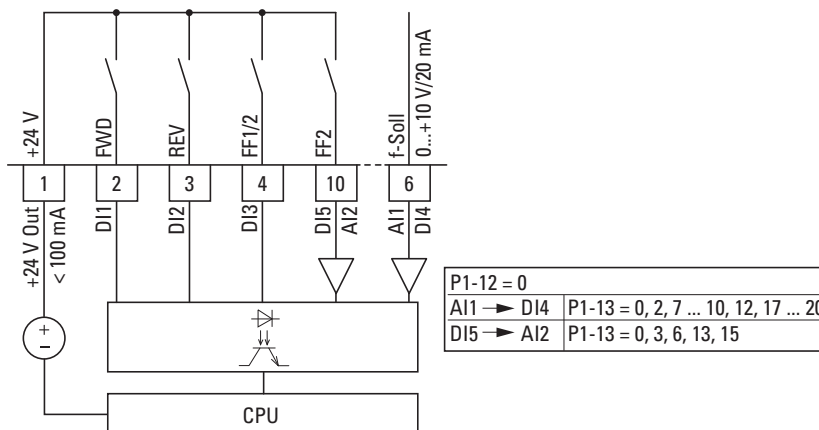 +24 V
FWD
REV
FF1/2
FF2
f-Soll
0...+10 V/20 mA
1
2
3
4
10
6
+24 V Out
< 100 mA
DI1
DI2
DI3
DI5
AI2
AI1
DI4
P1-12 = 0
AI1 → DI4 P1-13 = 0, 2, 7 ... 10, 12, 17 ... 20
DI5 → AI2 P1-13 = 0, 3, 6, 13, 15
+
−
CPU